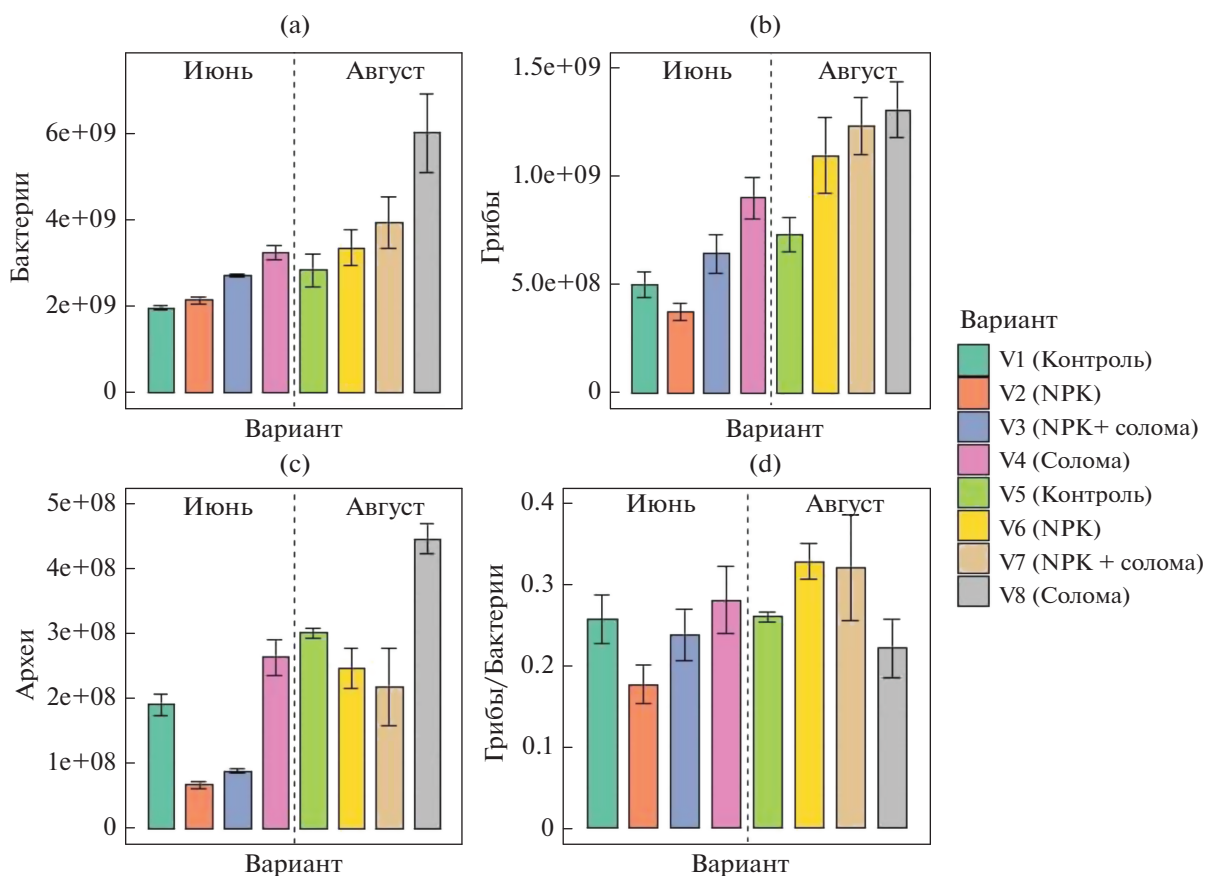 (a)
Июнь
Август
6e+09
4e+09
2e+09
0
Бактерии
Вариант
(b)
Июнь
Август
1.5e+09
1.0e+09
5.0e+08
0
Грибы
Вариант
(c)
Июнь
Август
5e+08
4e+08
3e+08
2e+08
1e+08
0
Археи
Вариант
(d)
Июнь
Август
0.4
0.3
0.2
0.1
0
Грибы/Бактерии
Вариант
Вариант
V1 (Контроль)
V2 (NPK)
V3 (NPK+ солома)
V4 (Солома)
V5 (Контроль)
V6 (NPK)
V7 (NPK + солома)
V8 (Солома)